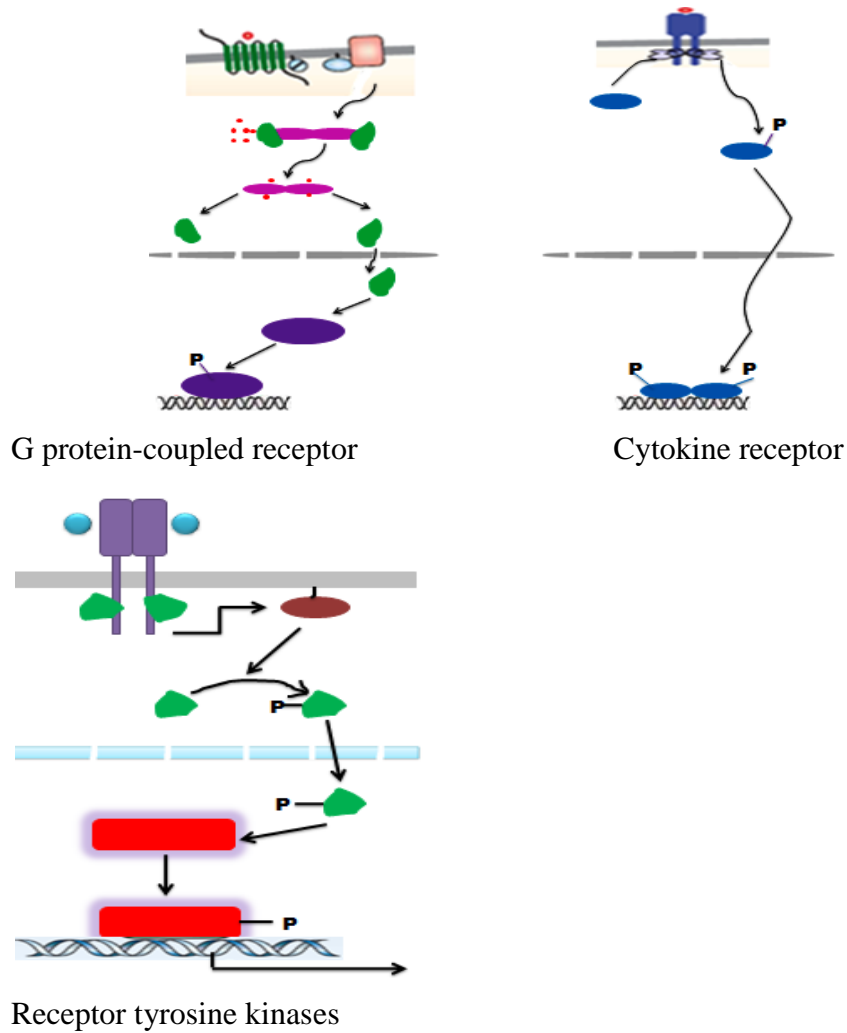 P
P
P
P
G protein-coupled receptor
Cytokine receptor
P
P
P
Receptor tyrosine kinases